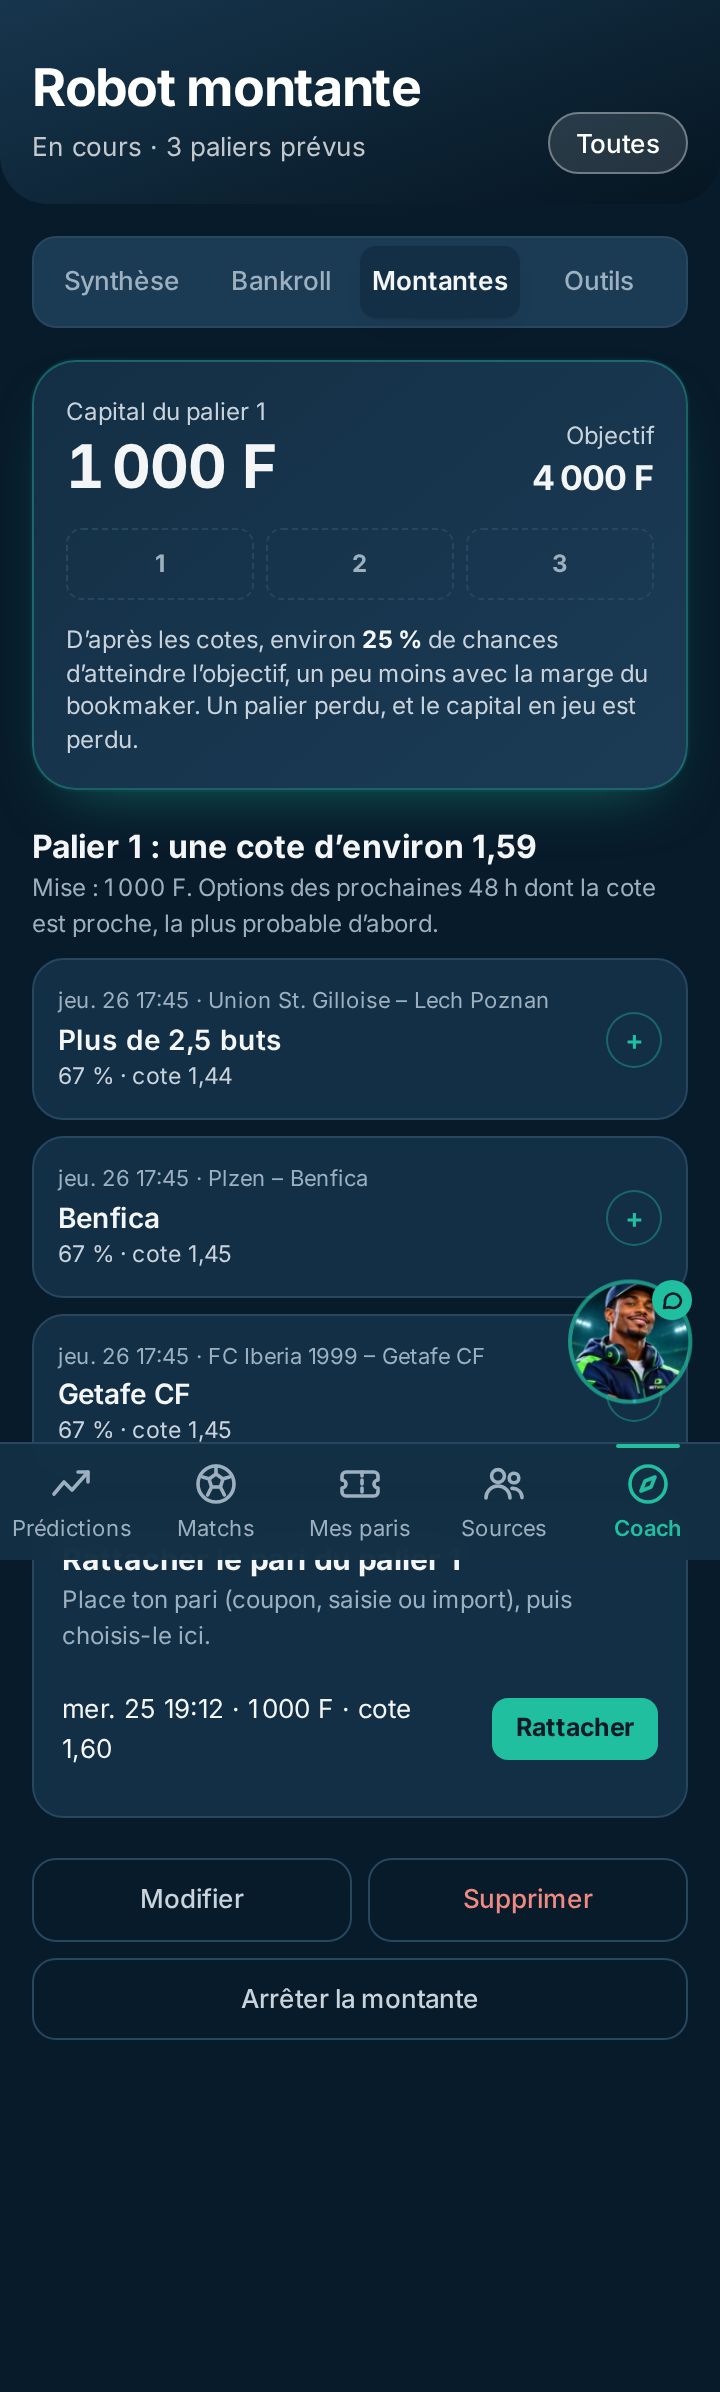 Robot montante
En cours · 3 paliers prévus
Toutes
Synthèse
Bankroll
Montantes
Outils
Capital du palier 1
1 000 F
Objectif
4 000 F
1
2
3
D’après les cotes, environ 25 % de chances
d’atteindre l’objectif, un peu moins avec la marge du
bookmaker. Un palier perdu, et le capital en jeu est
perdu.
Palier 1 : une cote d’environ 1,59
Mise : 1 000 F. Options des prochaines 48 h dont la cote
est proche, la plus probable d’abord.
jeu. 26 17:45 · Union St. Gilloise – Lech Poznan
Plus de 2,5 buts
67 % · cote 1,44
+
jeu. 26 17:45 · Plzen – Benfica
Benfica
67 % · cote 1,45
+
jeu. 26 17:45 · FC Iberia 1999 – Getafe CF
Getafe CF
67 % · cote 1,45
Prédictions
Matchs
Mes paris
Sources
Coach
Rattacher le pari du palier 1
Place ton pari (coupon, saisie ou import), puis
choisis-le ici.
mer. 25 19:12 · 1 000 F · cote
1,60
Rattacher
Modifier
Supprimer
Arrêter la montante